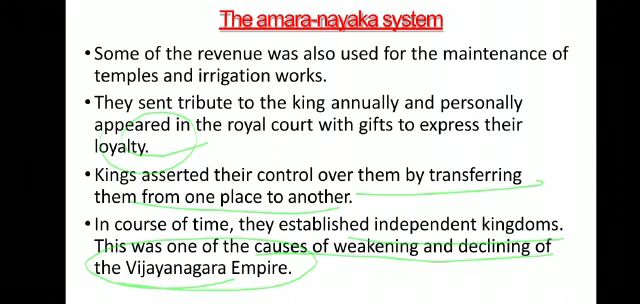 The amara-nayaka system
• Some of the revenue was also used for the maintenance of
temples and irrigation works.
• They sent tribute to the king annually and personally
appeared in the royal court with gifts to express their
loyalty.
• Kings asserted their control over them by transferring
them from one place to another.
• In course of time, they established independent kingdoms.
This was one of the causes of weakening and declining of
the Vijayanagara Empire.